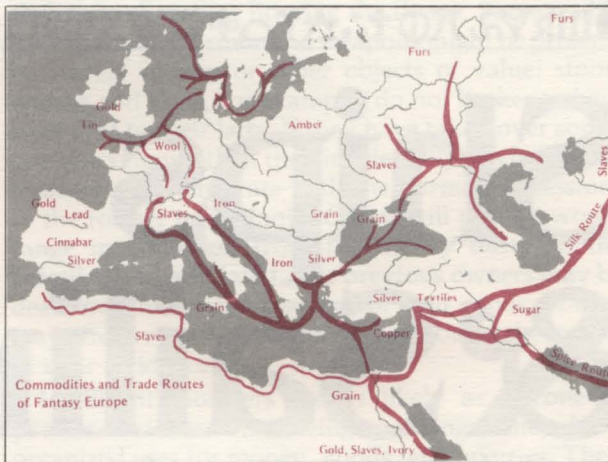 Furs
Furs
Gold
Tin
Amber
Wool
Slaves
Slaves
Gold
Lead
Slaves
Iron
Grain
Grain
Silk Route
Cinnabar
Silver
Iron
Silver
Grain
Silver
Textiles
Sugar
Slaves
Copper
Spice Route
Commodities and Trade Routes
of Fantasy Europe
Grain
Gold, Slaves, Ivory